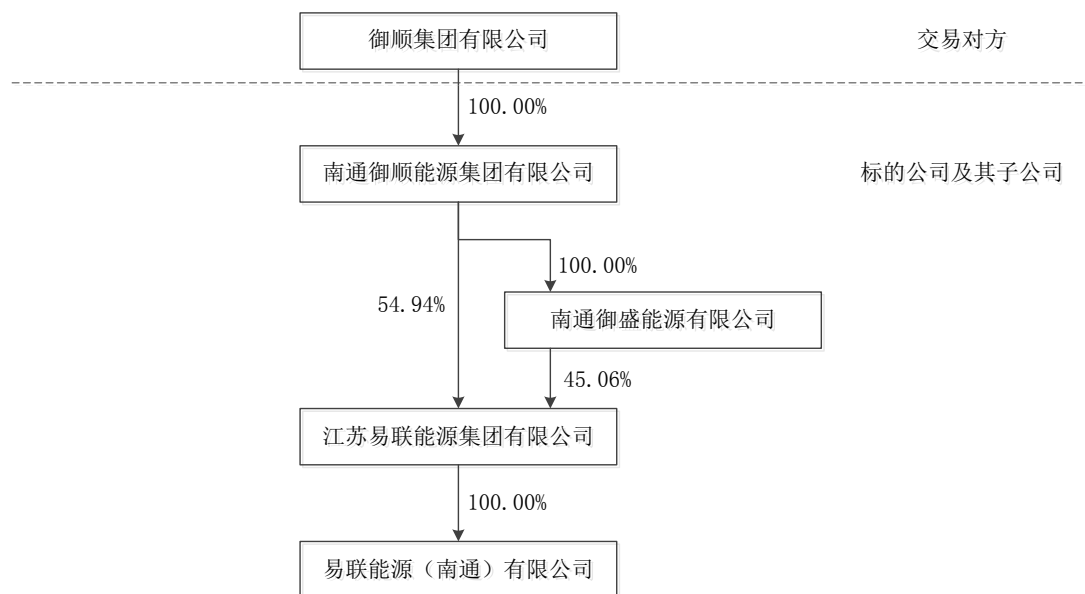 御顺集团有限公司
交易对方
100.00%
南通御顺能源集团有限公司
标的公司及其子公司
100.00%
54.94%
南通御盛能源有限公司
45.06%
江苏易联能源集团有限公司
100.00%
易联能源（南通）有限公司